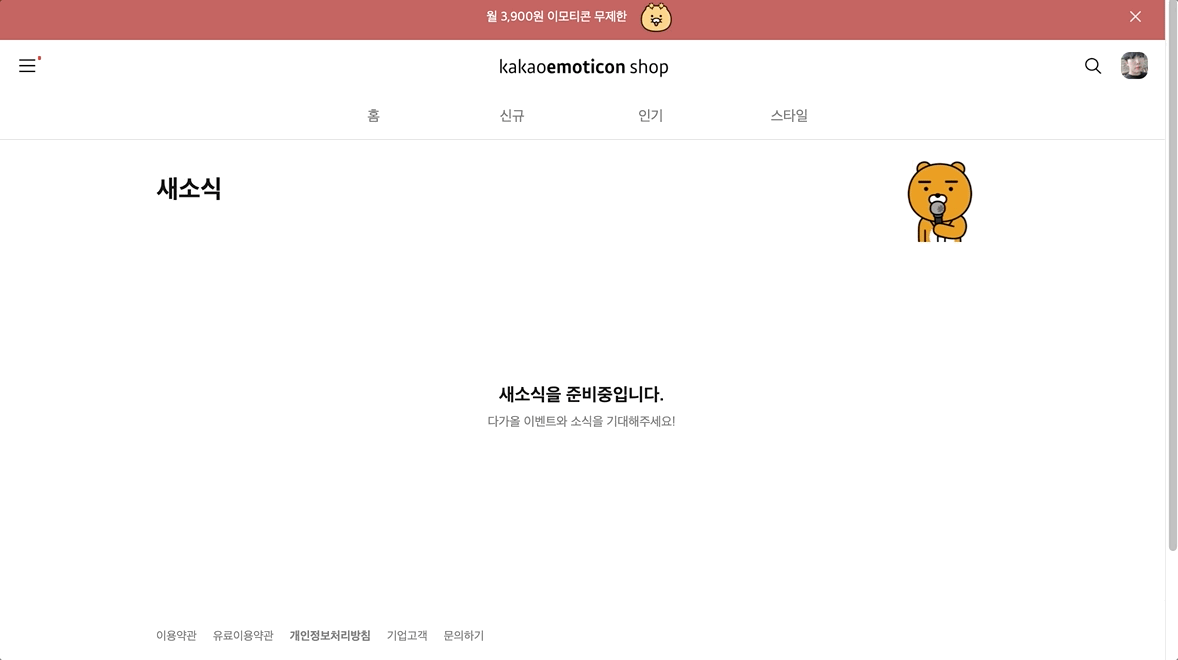 월 3,900원 이모티콘 무제한
kakaoemoticon shop
홈 신규 인기 스타일
새소식
새소식을 준비중입니다.
다가올 이벤트와 소식을 기대해주세요!
이용약관 유료이용약관 개인정보처리방침 기업고객 문의하기